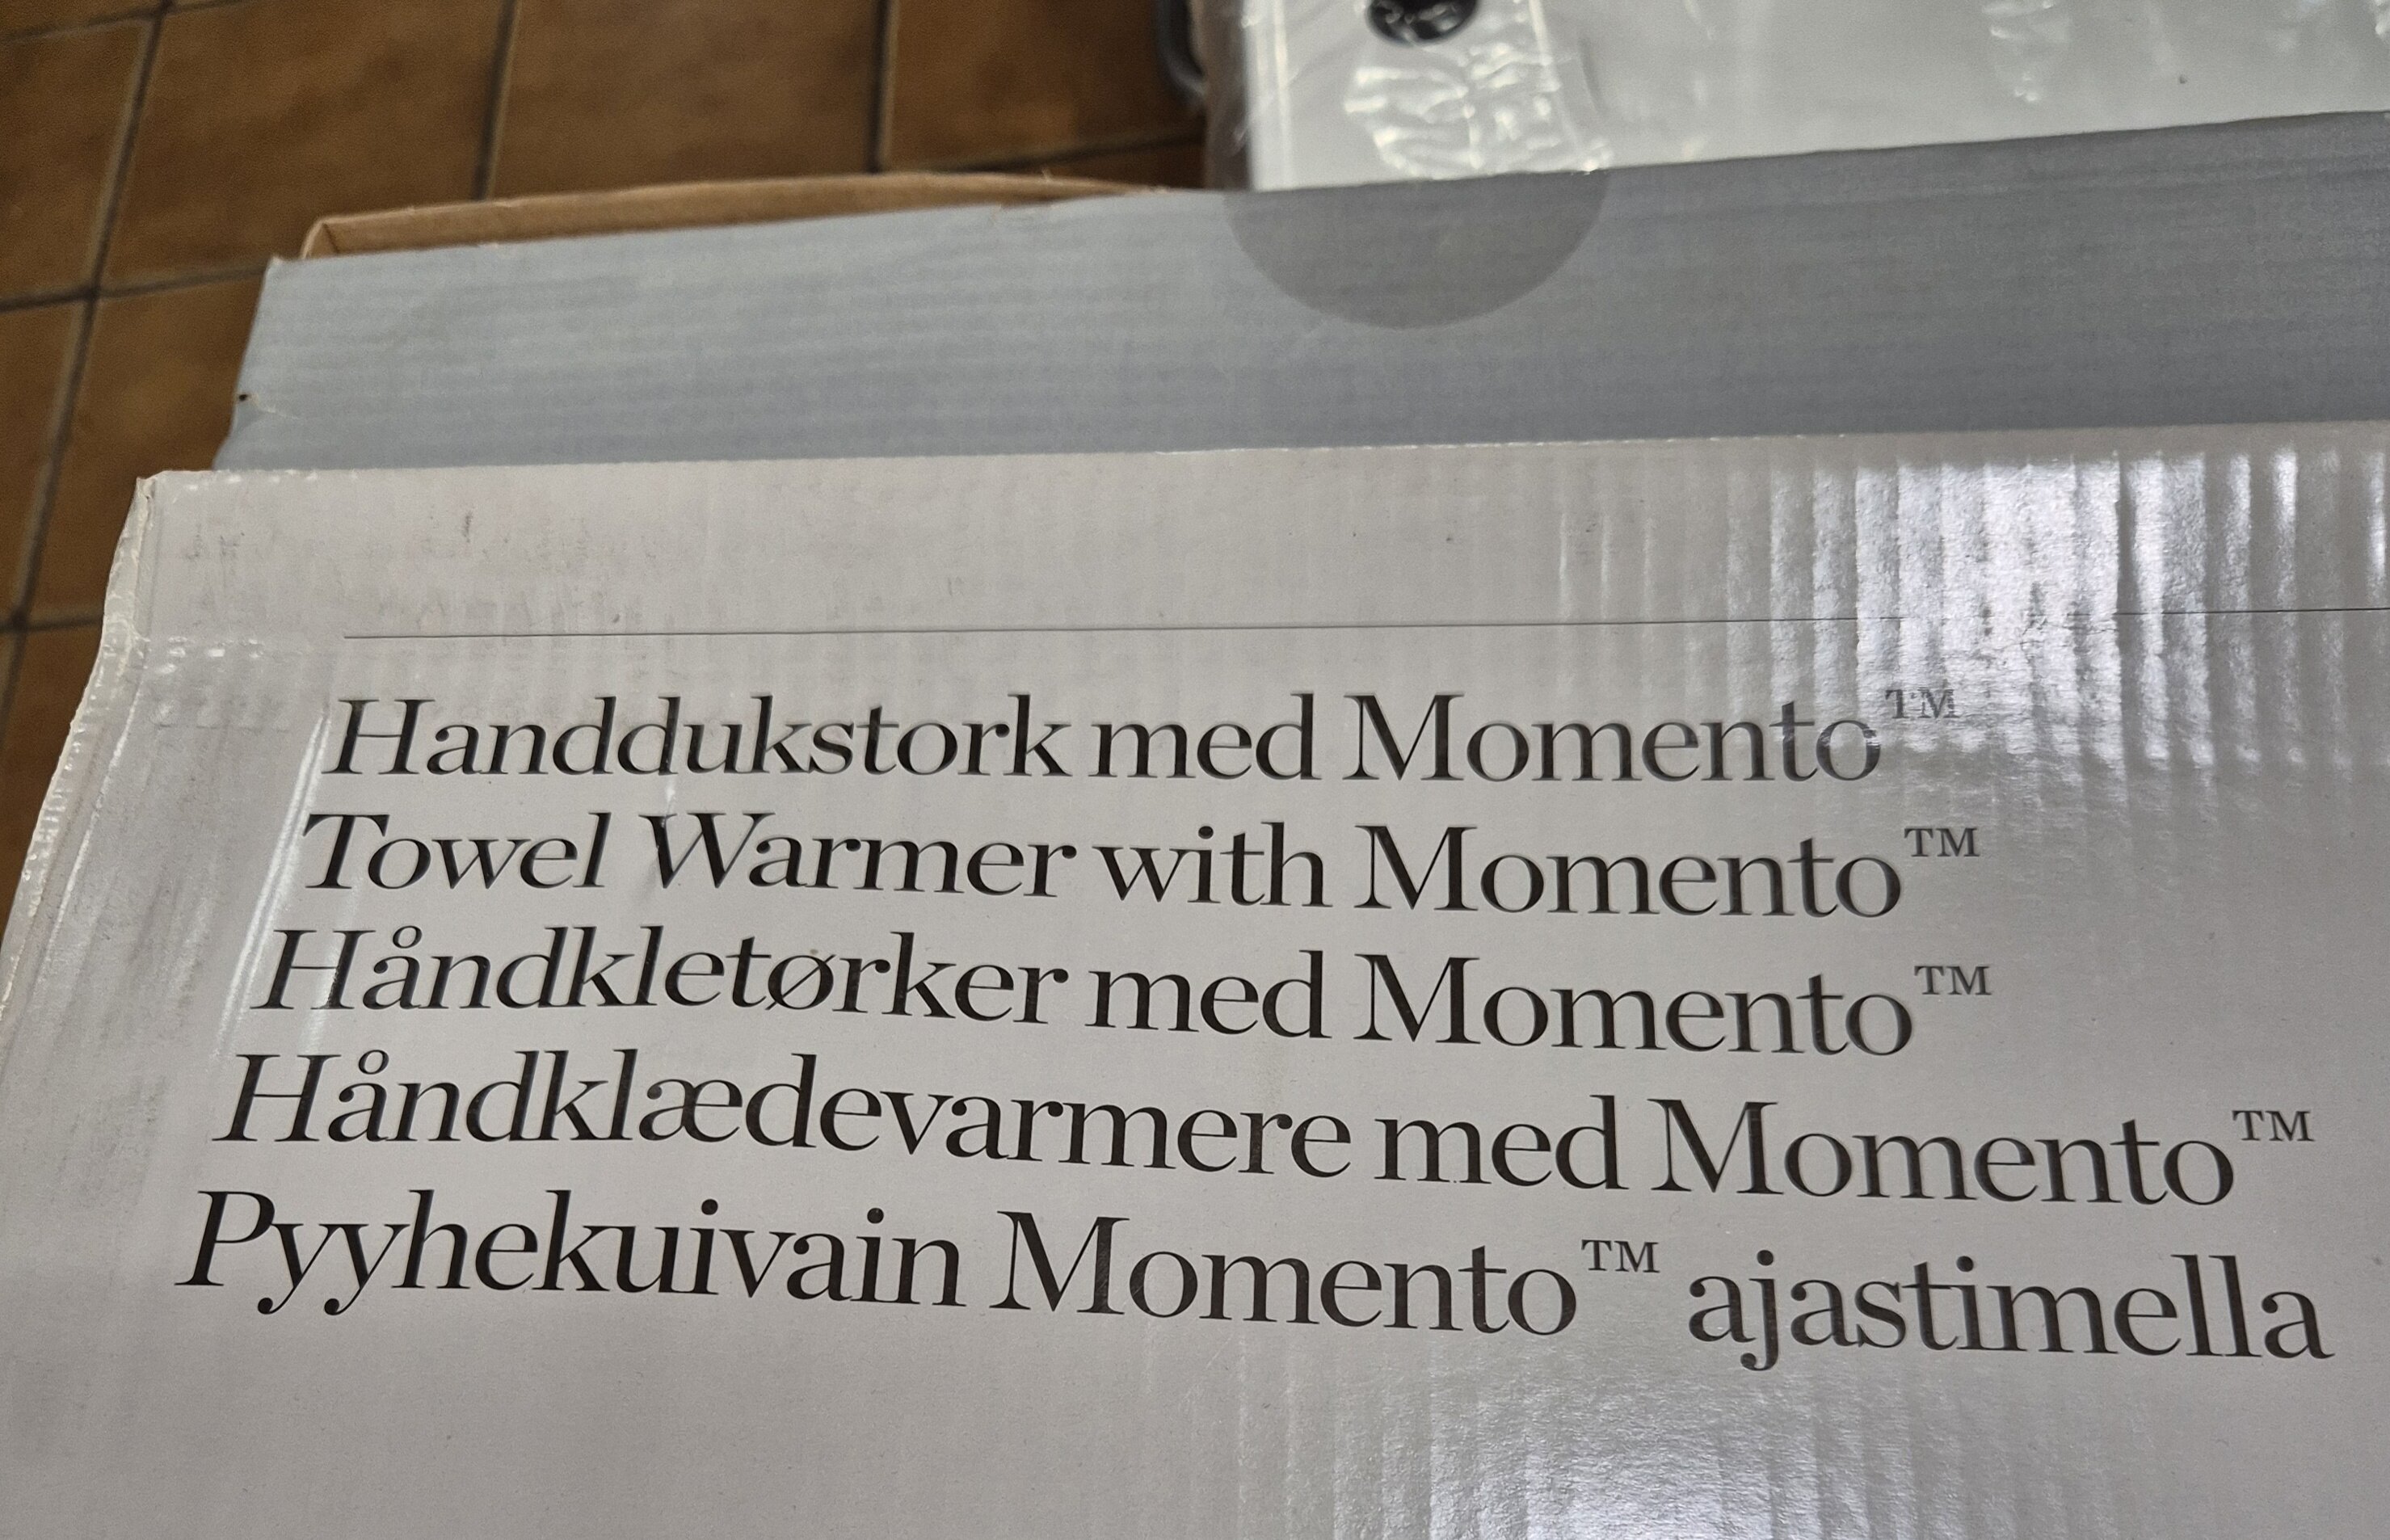 Handdukstork med Momento™
Towel Warmer with Momento™
Håndkletørker med Momento™
Håndklædevarmere med Momento™
Pyyhekuivain Momento™ ajastimella